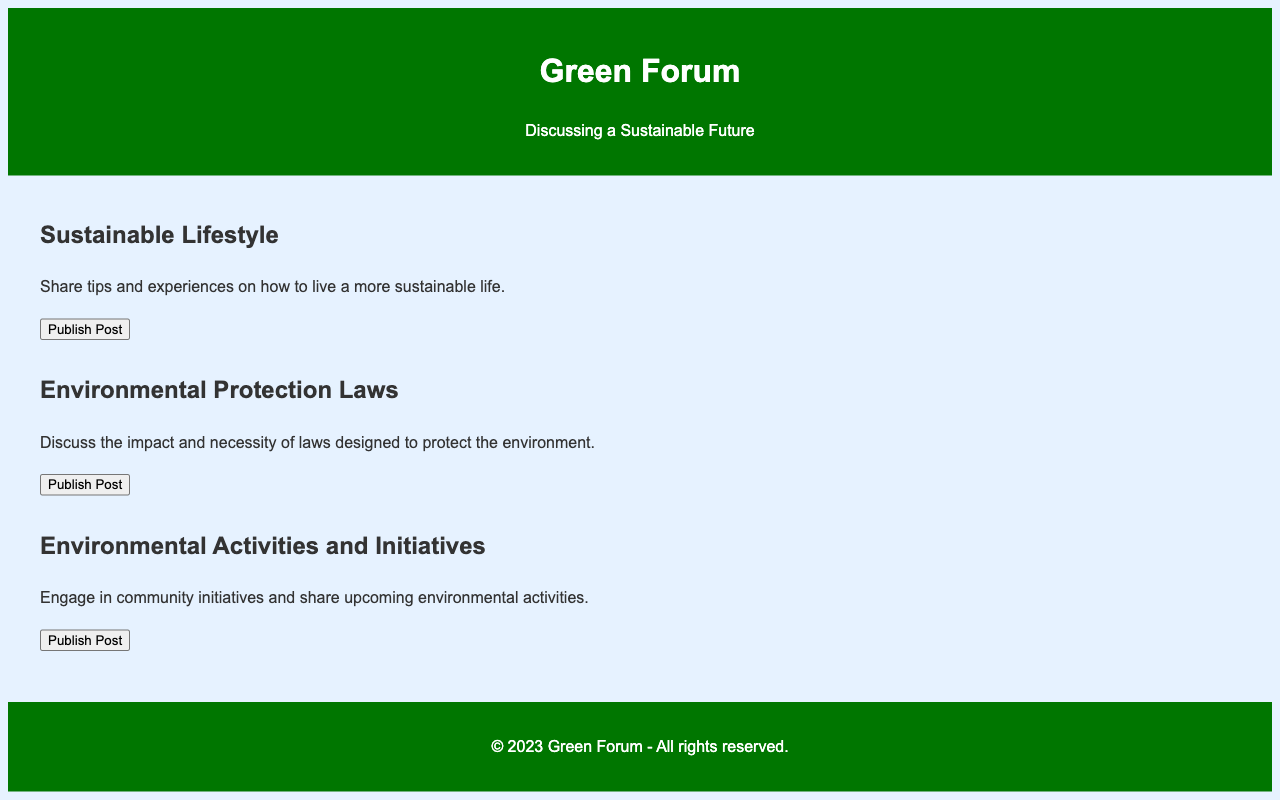 Green Forum
Discussing a Sustainable Future
Sustainable Lifestyle
Share tips and experiences on how to live a more sustainable life.
Publish Post
Environmental Protection Laws
Discuss the impact and necessity of laws designed to protect the environment.
Publish Post
Environmental Activities and Initiatives
Engage in community initiatives and share upcoming environmental activities.
Publish Post
© 2023 Green Forum - All rights reserved.